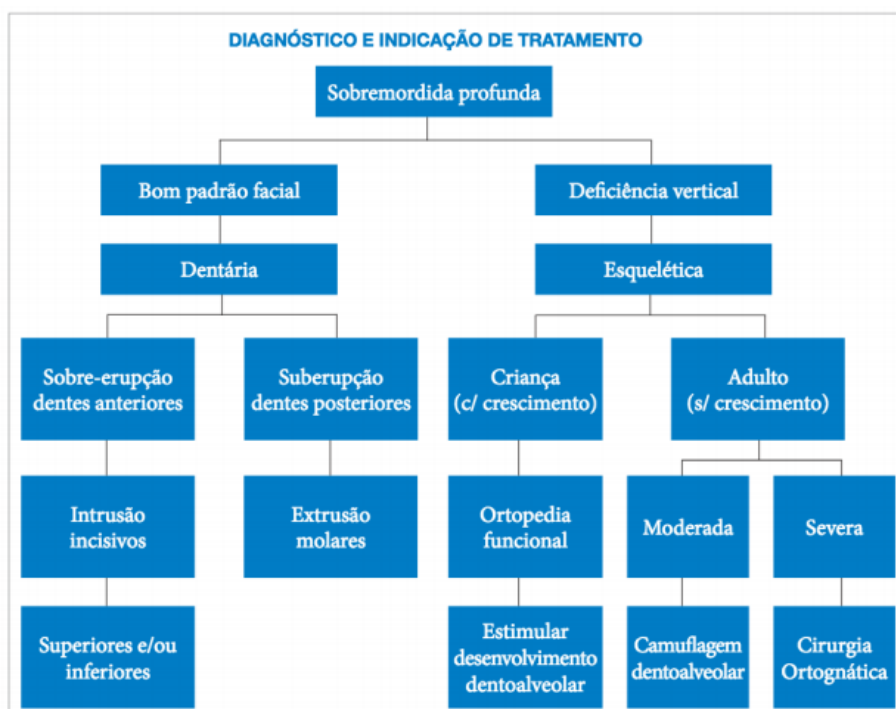 DIAGNÓSTICO E INDICAÇÃO DE TRATAMENTO
Sobremordida profunda
Bom padrão facial
Deficiência vertical
Dentária
Esquelética
Sobre-erupção
dentes anteriores
Suberupção
dentes posteriores
Criança
(c/ crescimento)
Adulto
(s/ crescimento)
Intrusão
incisivos
Extrusão
molares
Ortopedia
funcional
Moderada
Severa
Superiores e/ou
inferiores
Estimular
desenvolvimento
dentoalveolar
Camuflagem
dentoalveolar
Cirurgia
Ortognática